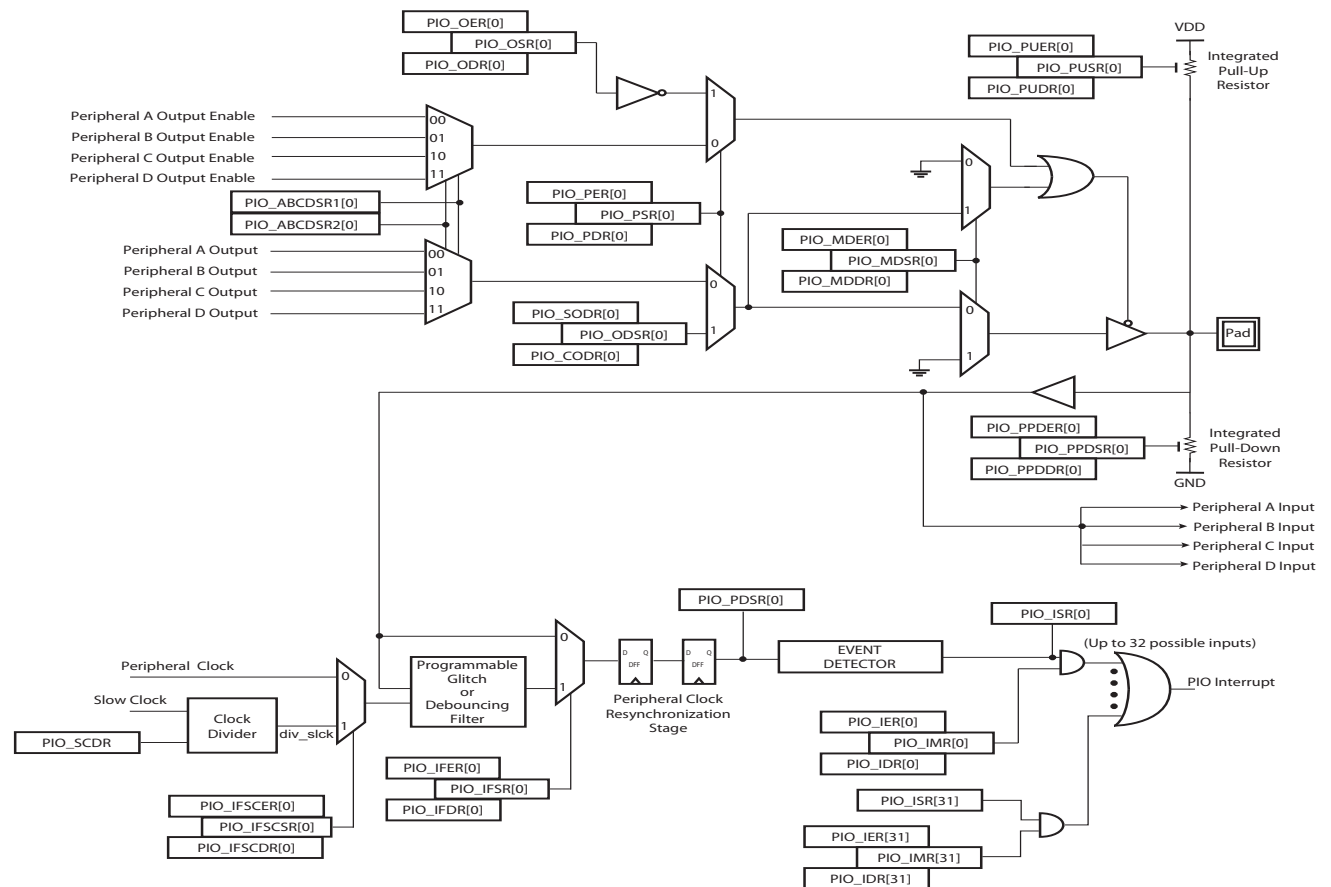 PIO_OER[0]
PIO_OSR[0]
PIO_ODR[0]
1
0
Peripheral A Output Enable
Peripheral B Output Enable
Peripheral C Output Enable
Peripheral D Output Enable
00
01
10
11
PIO_ABCDSR1[0]
PIO_ABCDSR2[0]
Peripheral A Output
Peripheral B Output
Peripheral C Output
Peripheral D Output
00
01
10
11
PIO_PER[0]
PIO_PSR[0]
PIO_PDR[0]
0
1
PIO_SODR[0]
PIO_ODSR[0]
PIO_CODR[0]
0
1
PIO_MDER[0]
PIO_MDSR[0]
PIO_MDDR[0]
0
1
VDD
PIO_PUER[0]
PIO_PUSR[0]
PIO_PUDR[0]
Integrated
Pull-Up
Resistor
Pad
PIO_PPDER[0]
PIO_PPDSR[0]
PIO_PPDDR[0]
Integrated
Pull-Down
Resistor
GND
Peripheral A Input
Peripheral B Input
Peripheral C Input
Peripheral D Input
Peripheral Clock
Slow Clock
PIO_SCDR
Clock
Divider
div_slck
0
1
PIO_IFSCER[0]
PIO_IFSCSR[0]
PIO_IFSCDR[0]
Programmable
Glitch
or
Debouncing
Filter
0
1
PIO_IFER[0]
PIO_IFSR[0]
PIO_IFDR[0]
D Q
DFF
D Q
DFF
Peripheral Clock
Resynchronization
Stage
PIO_PDSR[0]
EVENT
DETECTOR
PIO_ISR[0]
(Up to 32 possible inputs)
PIO Interrupt
PIO_IER[0]
PIO_IMR[0]
PIO_IDR[0]
PIO_ISR[31]
PIO_IER[31]
PIO_IMR[31]
PIO_IDR[31]